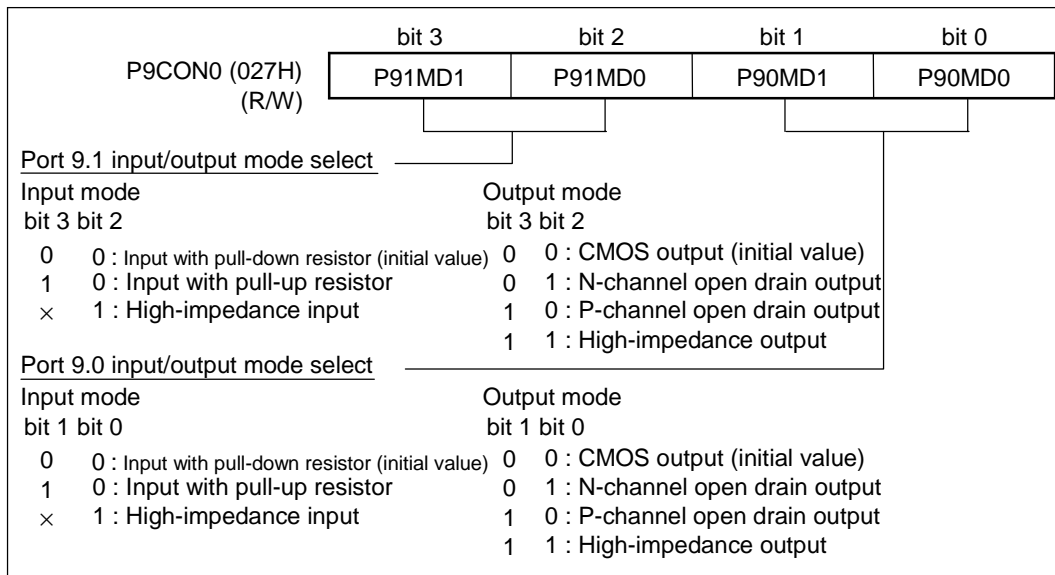 bit 3 bit 2 bit 1 bit 0
P9CON0 (027H) P91MD1 P91MD0 P90MD1 P90MD0
(R/W)
Port 9.1 input/output mode select
Input mode Output mode
bit 3 bit 2 bit 3 bit 2
0 0 : Input with pull-down resistor (initial value) 0 0 : CMOS output (initial value)
1 0 : Input with pull-up resistor 0 1 : N-channel open drain output
× 1 : High-impedance input 1 0 : P-channel open drain output
1 1 : High-impedance output
Port 9.0 input/output mode select
Input mode Output mode
bit 1 bit 0 bit 1 bit 0
0 0 : Input with pull-down resistor (initial value) 0 0 : CMOS output (initial value)
1 0 : Input with pull-up resistor 0 1 : N-channel open drain output
× 1 : High-impedance input 1 0 : P-channel open drain output
1 1 : High-impedance output